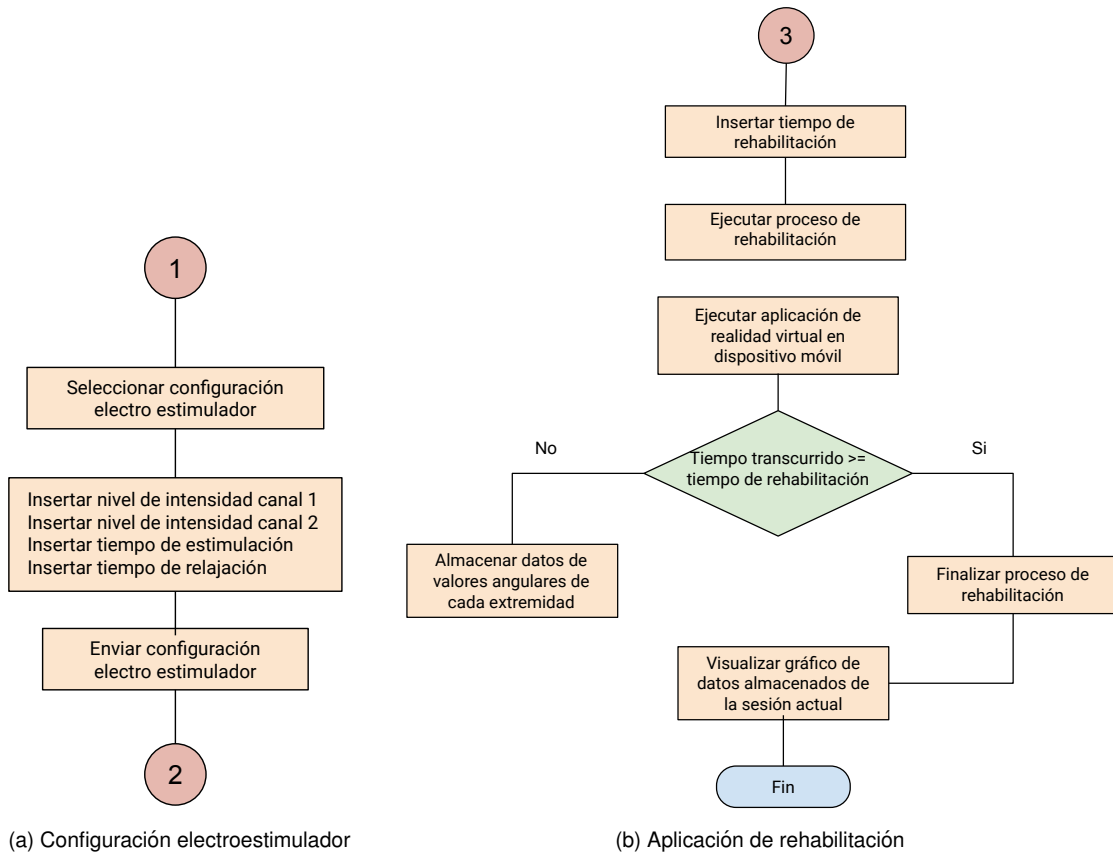 1
Seleccionar configuración
electro estimulador
Insertar nivel de intensidad canal 1
Insertar nivel de intensidad canal 2
Insertar tiempo de estimulación
Insertar tiempo de relajación
Enviar configuración
electro estimulador
2
(a) Configuración electroestimulador
3
Insertar tiempo de
rehabilitación
Ejecutar proceso de
rehabilitación
Ejecutar aplicación de
realidad virtual en
dispositivo móvil
Tiempo transcurrido >=
tiempo de rehabilitación
No
Si
Almacenar datos de
valores angulares de
cada extremidad
Finalizar proceso de
rehabilitación
Visualizar gráfico de
datos almacenados de
la sesión actual
Fin
(b) Aplicación de rehabilitación